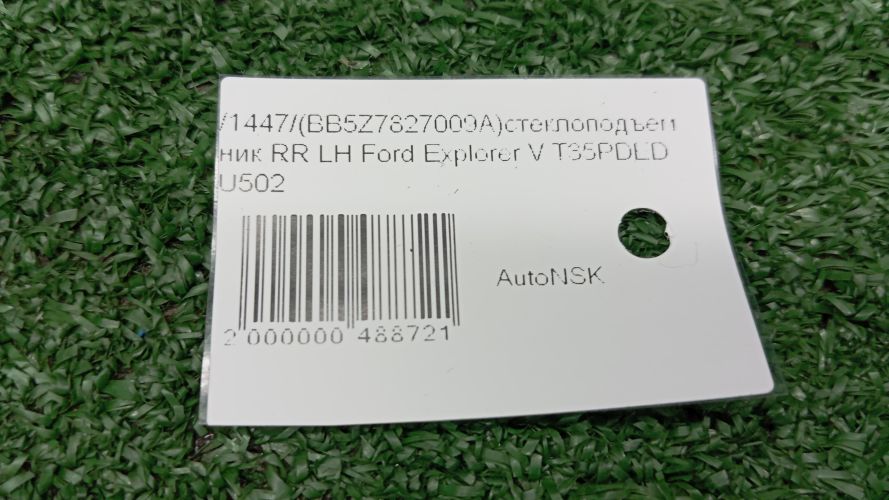 /1447/(BB5Z7827009A)стеклоподъем
ник RR LH Ford Explorer V T35PDED
U502
2 000000 488721
AutoNSK